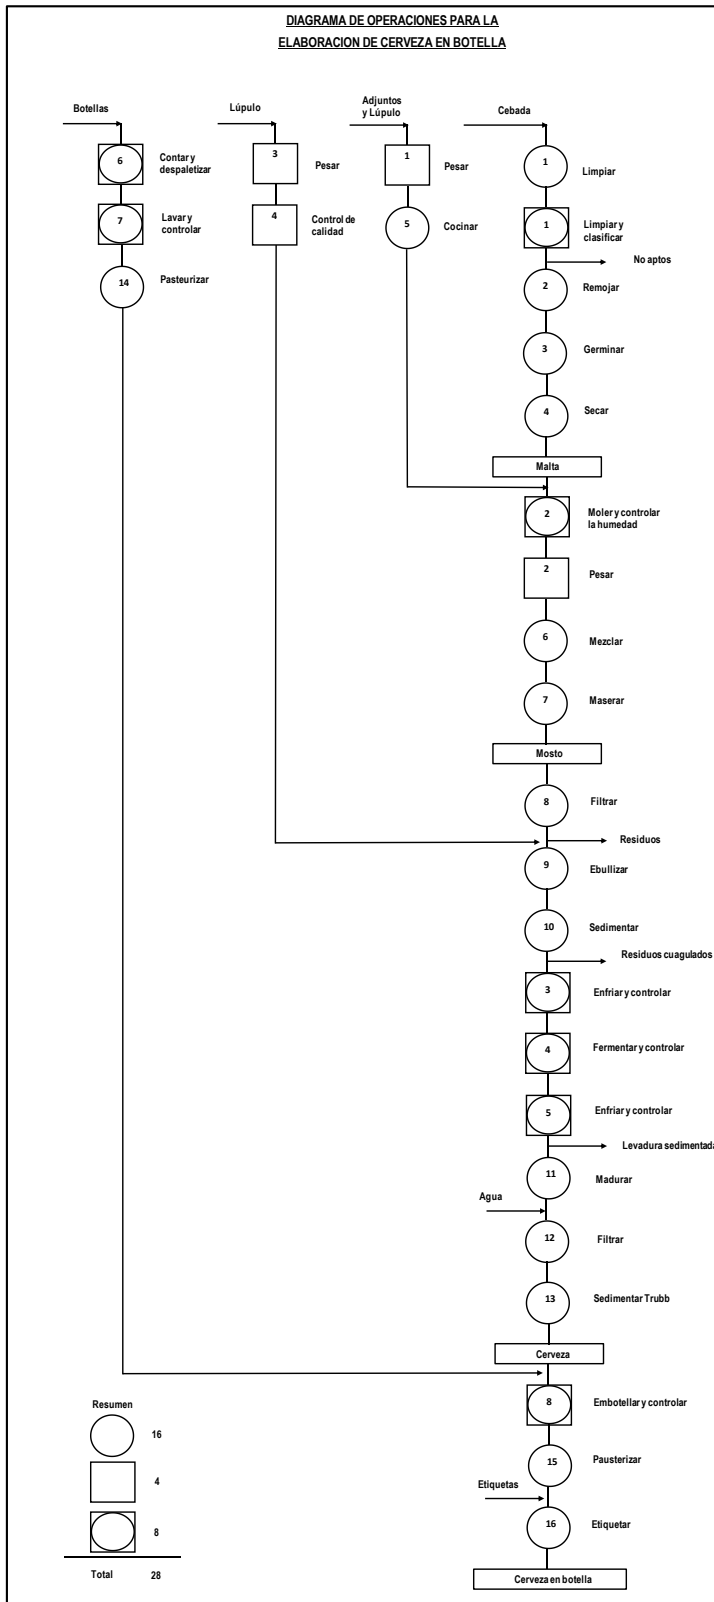 DIAGRAMA DE OPERACIONES PARA LA
ELABORACION DE CERVEZA EN BOTELLA
Botellas
6
Contar y
despaletizar
7
Lavar y
controlar
14
Pasteurizar
Lúpulo
3
Pesar
4
Control de
calidad
Adjuntos
y Lúpulo
1
Pesar
5
Cocinar
Cebada
1
Limpiar
1
Limpiar y
clasificar
No aptos
2
Remojar
3
Germinar
4
Secar
Malta
2
Moler y controlar
la humedad
2
Pesar
6
Mezclar
7
Maserar
Mosto
8
Filtrar
Residuos
9
Ebullizar
10
Sedimentar
Residuos cuagulados
3
Enfriar y controlar
4
Fermentar y controlar
5
Enfriar y controlar
Levadura sedimentada
11
Madurar
Agua
12
Filtrar
13
Sedimentar Trubb
Cerveza
8
Embotellar y controlar
15
Pausterizar
Etiquetas
16
Etiquetar
Cerveza en botella
Resumen
16
4
8
Total 28